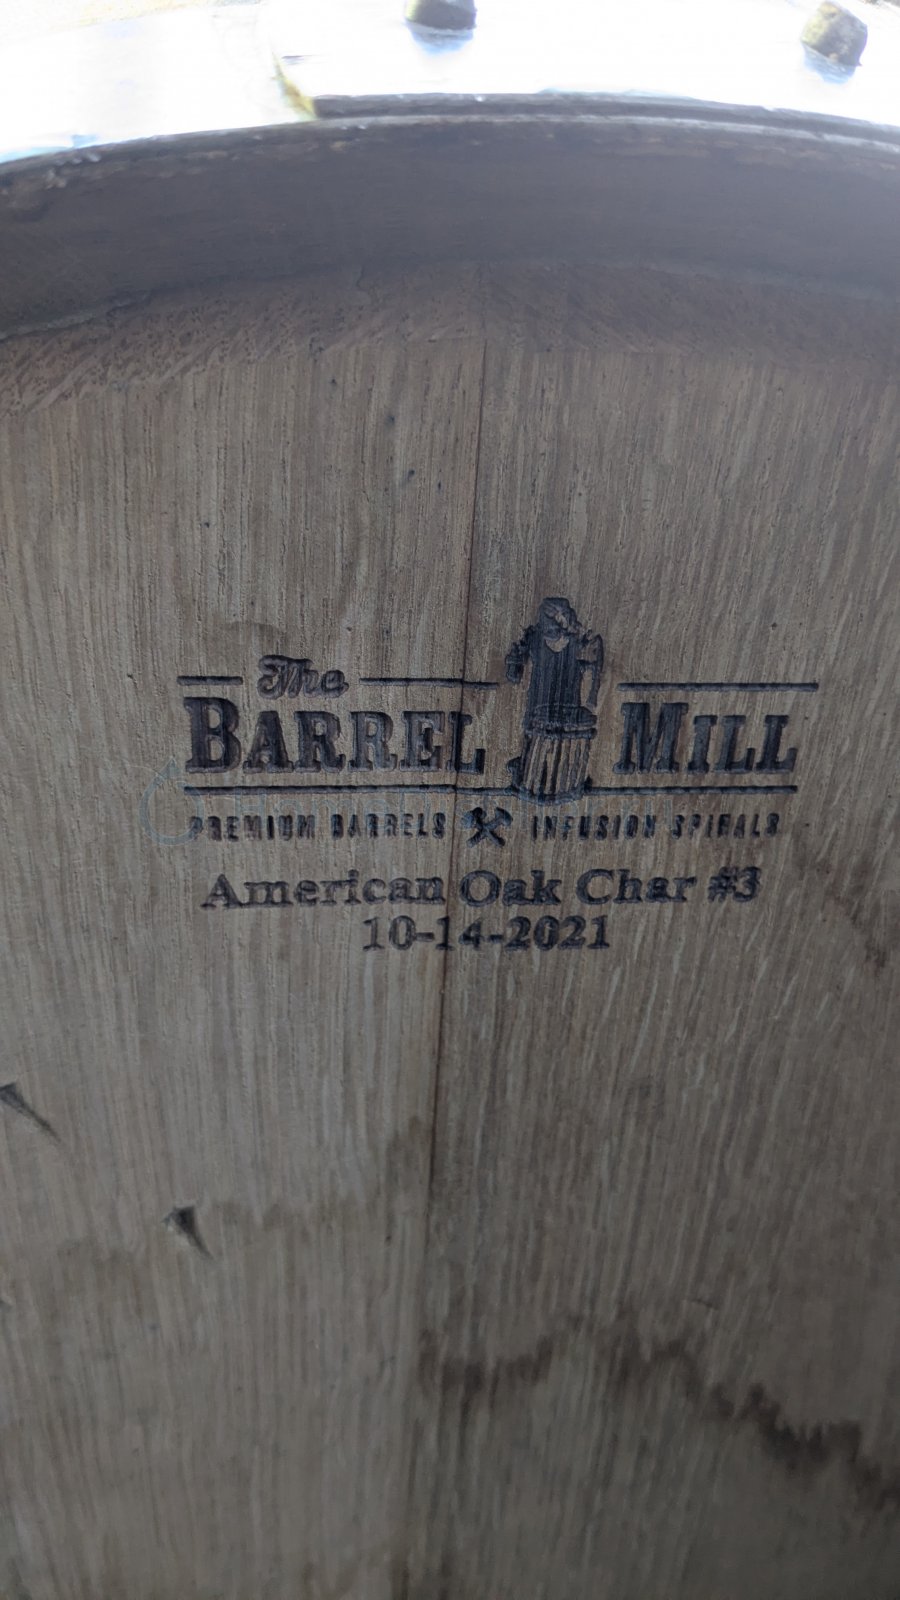 The
BARREL MILL
PREMIUM BARRELS INFUSION SPIRALS
American Oak Char #3
10-14-2021